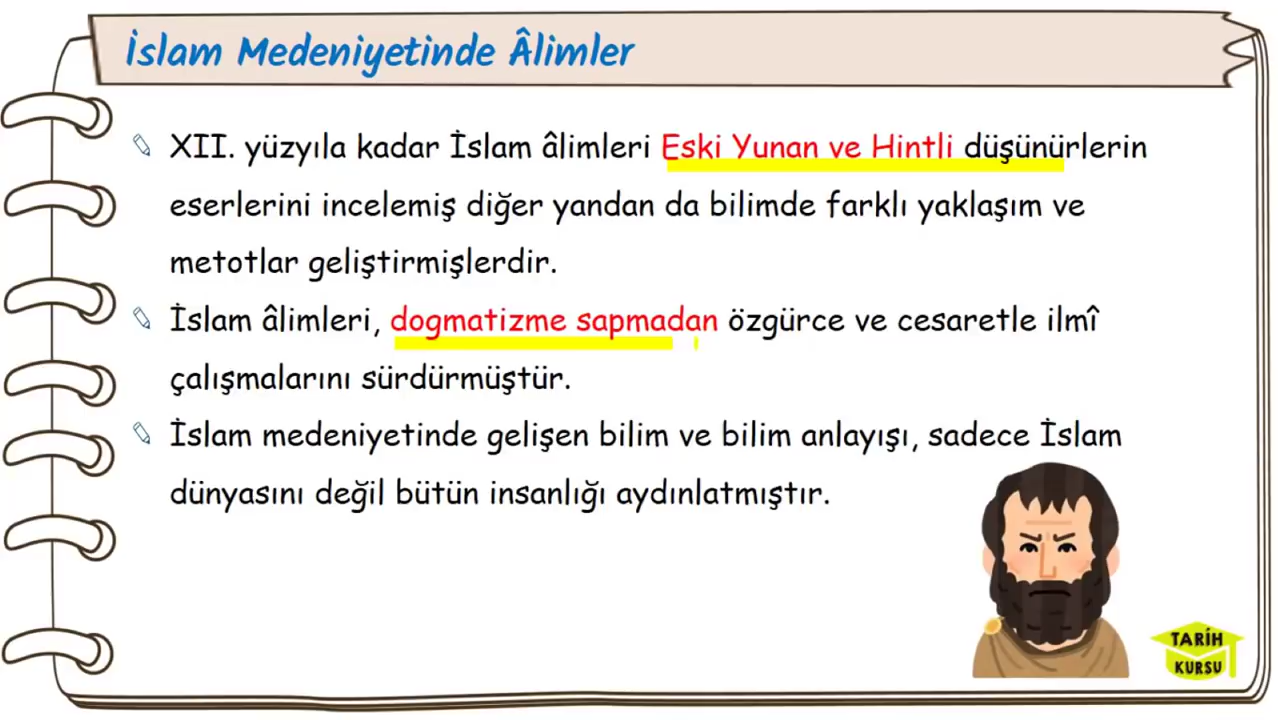 İslam Medeniyetinde Âlimler
XII. yüzyıla kadar İslam âlimleri Eski Yunan ve Hintli düşünürlerin
eserlerini incelemiş diğer yandan da bilimde farklı yaklaşım ve
metotlar geliştirmişlerdir.
İslam âlimleri, dogmatizme sapmadan özgürce ve cesaretle ilmî
çalışmalarını sürdürmüştür.
İslam medeniyetinde gelişen bilim ve bilim anlayışı, sadece İslam
dünyasını değil bütün insanlığı aydınlatmıştır.
TARİH
KURSU